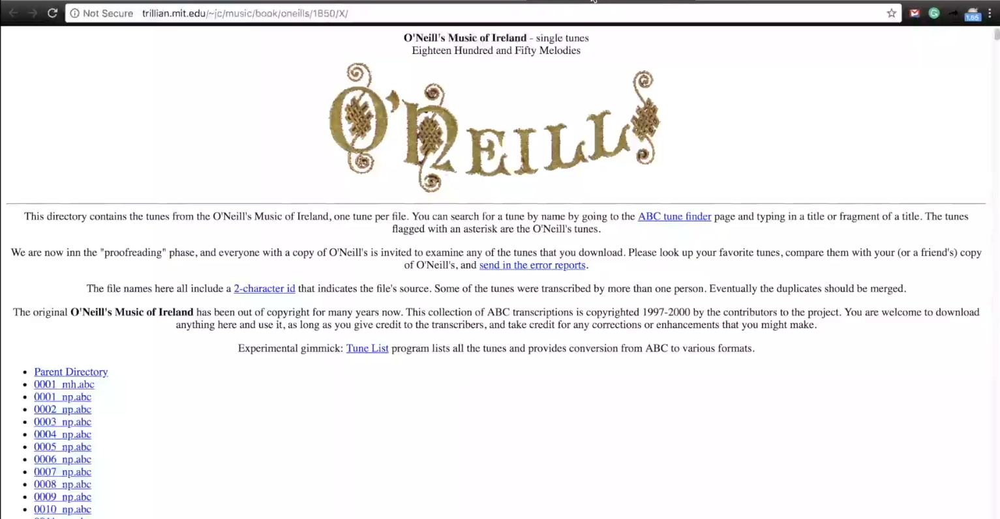 Not Secure trillian.mit.edu/~jc/music/book/oneills/1850/X/
1.95
O'Neill's Music of Ireland - single tunes
Eighteen Hundred and Fifty Melodies
O'NEILL
This directory contains the tunes from the O'Neill's Music of Ireland, one tune per file. You can search for a tune by name by going to the ABC tune finder page and typing in a title or fragment of a title. The tunes
flagged with an asterisk are the O'Neill's tunes.
We are now inn the "proofreading" phase, and everyone with a copy of O'Neill's is invited to examine any of the tunes that you download. Please look up your favorite tunes, compare them with your (or a friend's) copy
of O'Neill's, and send in the error reports.
The file names here all include a 2-character id that indicates the file's source. Some of the tunes were transcribed by more than one person. Eventually the duplicates should be merged.
The original O'Neill's Music of Ireland has been out of copyright for many years now. This collection of ABC transcriptions is copyrighted 1997-2000 by the contributors to the project. You are welcome to download
anything here and use it, as long as you give credit to the transcribers, and take credit for any corrections or enhancements that you might make.
Experimental gimmick: Tune List program lists all the tunes and provides conversion from ABC to various formats.
• Parent Directory
• 0001_mh.abc
• 0001_np.abc
• 0002_np.abc
• 0003_np.abc
• 0004_np.abc
• 0005_np.abc
• 0006_np.abc
• 0007_np.abc
• 0008_np.abc
• 0009_np.abc
• 0010_np.abc